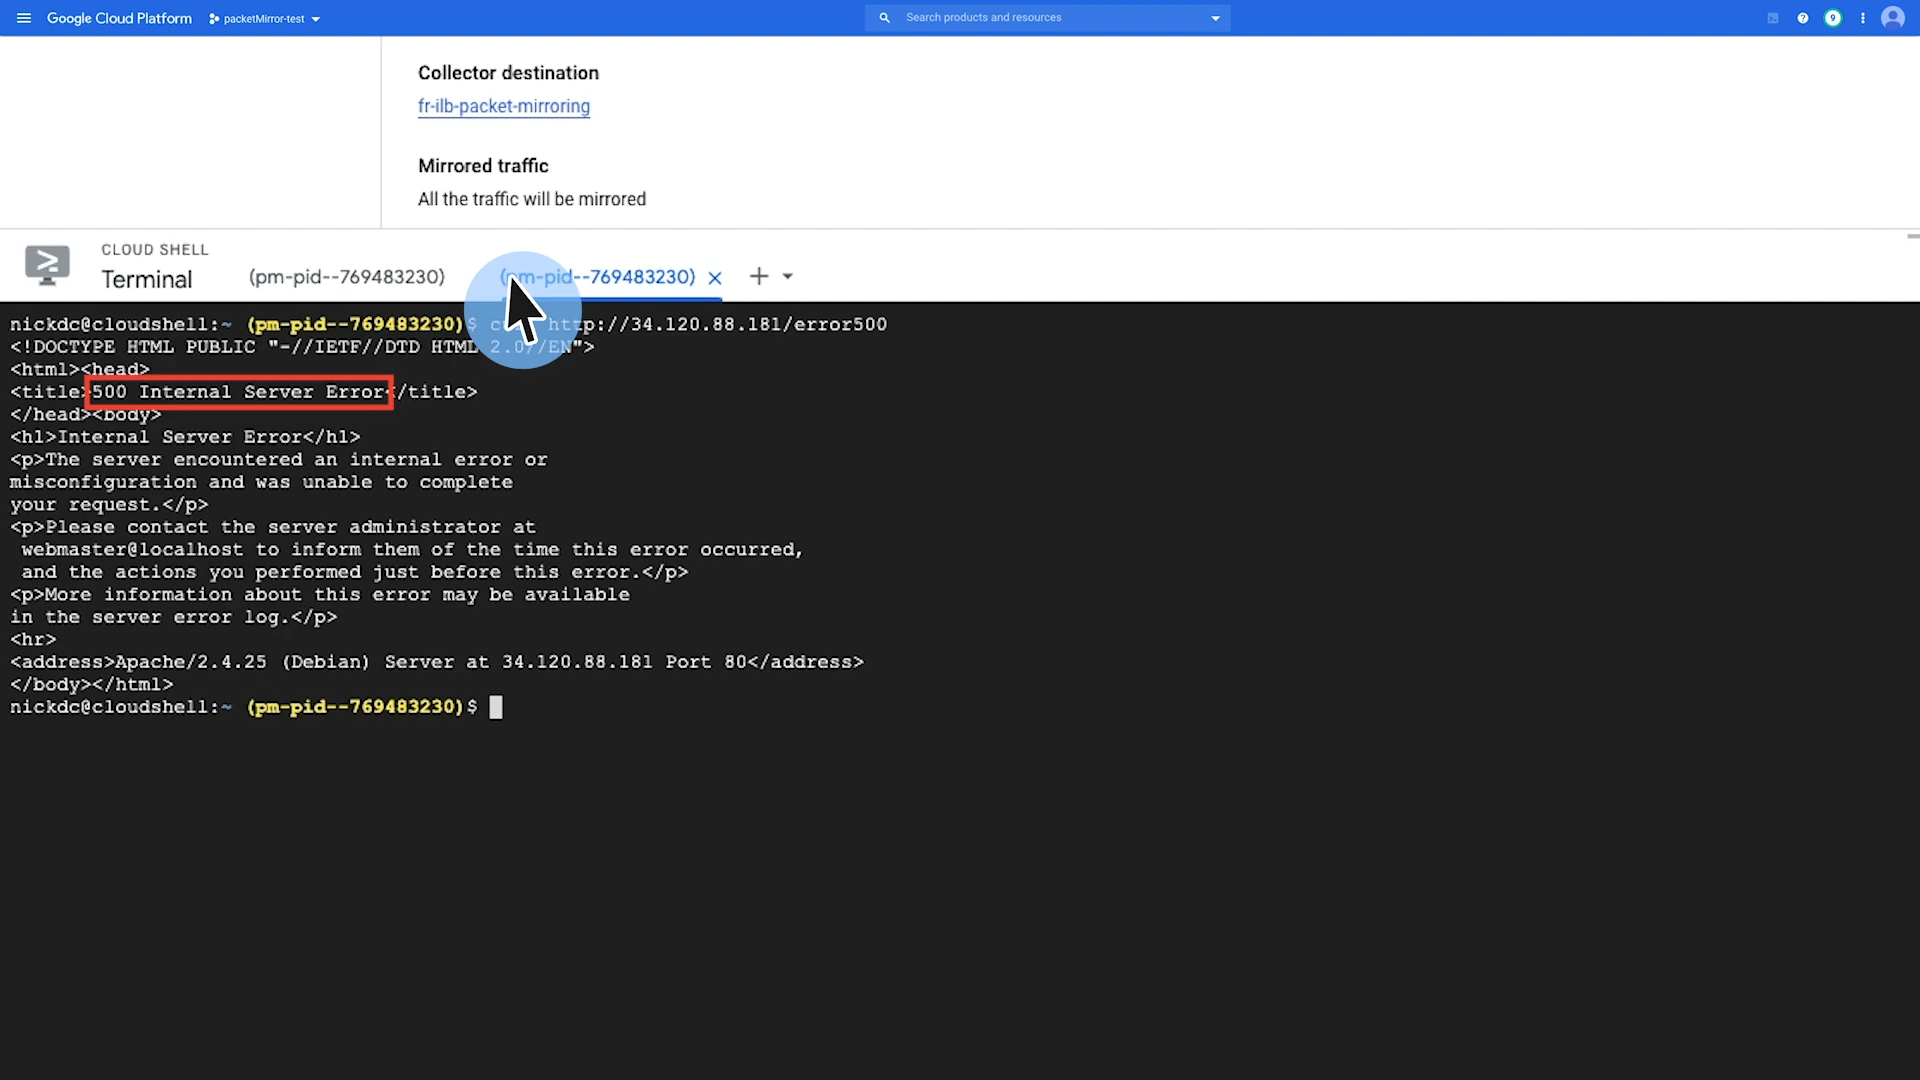 Google Cloud Platform
packetMirror-test
Search products and resources
9
Collector destination
fr-ilb-packet-mirroring
Mirrored traffic
All the traffic will be mirrored
CLOUD SHELL
Terminal
(pm-pid--769483230)
(pm-pid--769483230)
nickdc@cloudshell:~ (pm-pid--769483230)$ curl http://34.120.88.181/error500
<!DOCTYPE HTML PUBLIC "-//IETF//DTD HTML 2.0//EN">
<html><head>
<title>500 Internal Server Error</title>
</head><body>
<h1>Internal Server Error</h1>
<p>The server encountered an internal error or
misconfiguration and was unable to complete
your request.</p>
<p>Please contact the server administrator at
webmaster@localhost to inform them of the time this error occurred,
and the actions you performed just before this error.</p>
<p>More information about this error may be available
in the server error log.</p>
<hr>
<address>Apache/2.4.25 (Debian) Server at 34.120.88.181 Port 80</address>
</body></html>
nickdc@cloudshell:~ (pm-pid--769483230)$